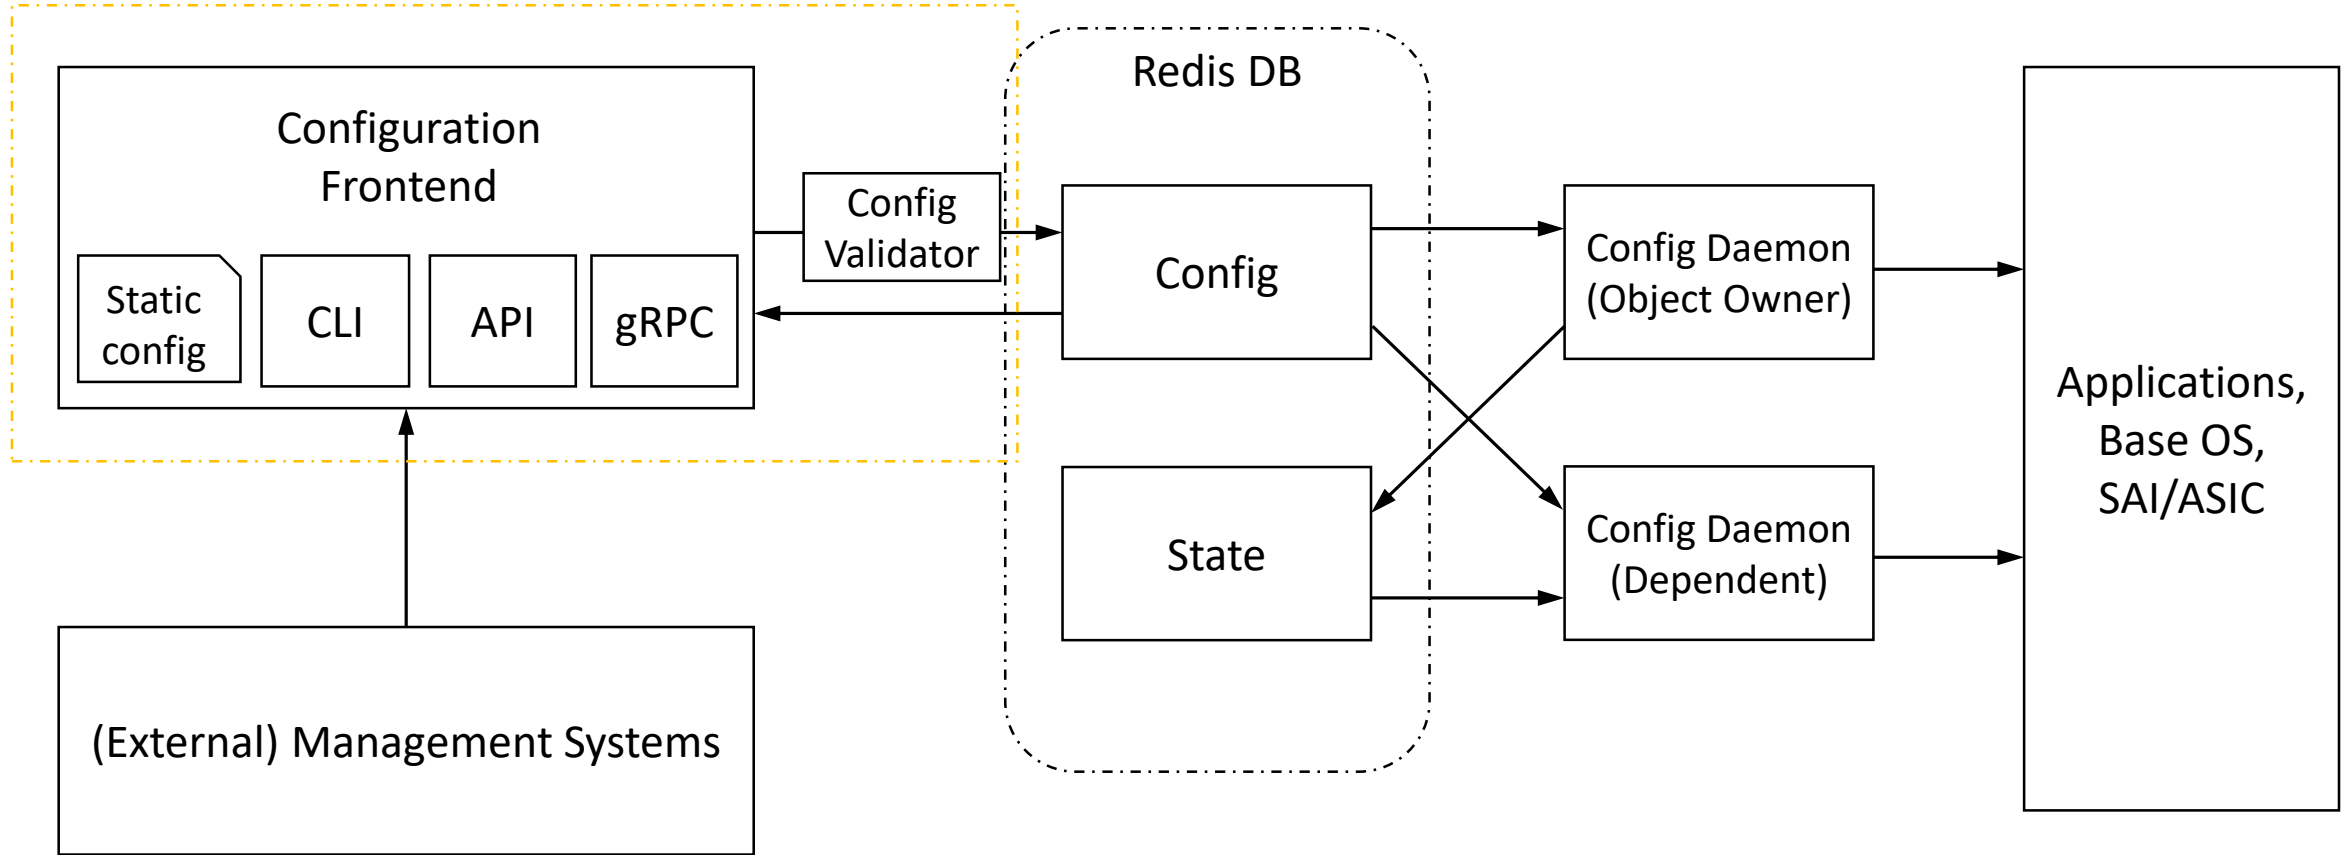 Configuration
Frontend
Static
config
CLI
API
gRPC
Config
Validator
Redis DB
Config
State
Config Daemon
(Object Owner)
Config Daemon
(Dependent)
Applications,
Base OS,
SAI/ASIC
(External) Management Systems